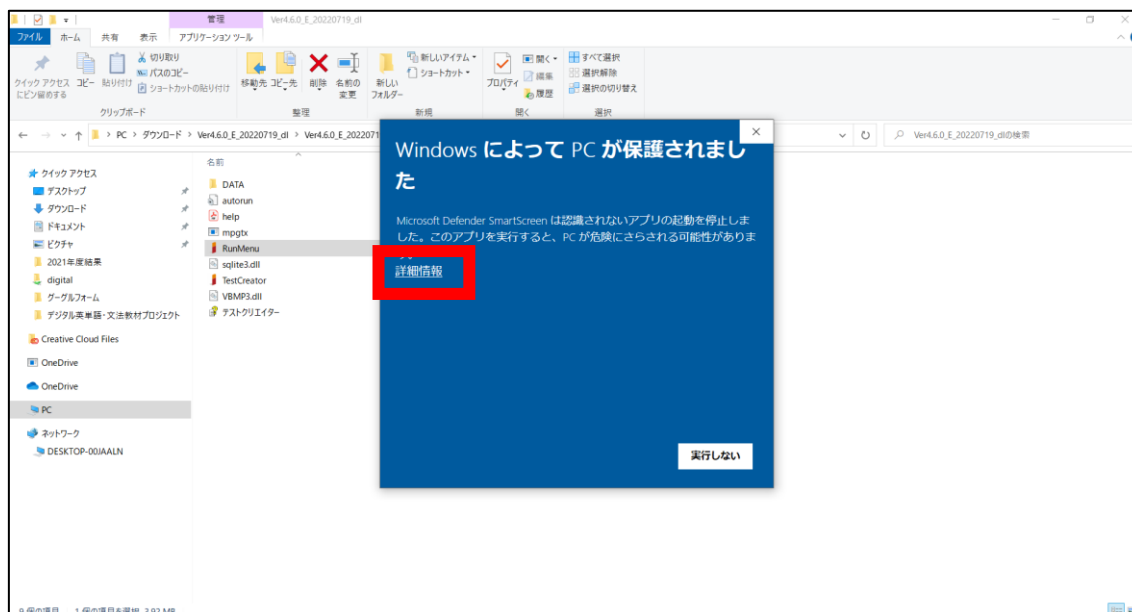 管理
Ver4.6.0_E_20220719_dl
ファイル ホーム 共有 表示 アプリケーション ツール
クイック アクセス
にピン留めする
コピー
貼り付け
切り取り
パスのコピー
ショートカットの貼り付け
クリップボード
移動先
コピー先
削除
名前の
変更
整理
新しい
フォルダー
新しいアイテム
ショートカット
新規
プロパティ
開く
編集
履歴
開く
すべて選択
選択解除
選択の切り替え
選択
PC > ダウンロード > Ver4.6.0_E_20220719_dl > Ver4.6.0_E_202207
Ver4.6.0_E_20220719_dlの検索
クイック アクセス
デスクトップ
ダウンロード
ドキュメント
ピクチャ
2021年度結果
digital
グーグルフォーム
デジタル英単語・文法教材プロジェクト
Creative Cloud Files
OneDrive
OneDrive
PC
ネットワーク
DESKTOP-00JAALN
名前
DATA
autorun
help
mpgtx
RunMenu
sqlite3.dll
TestCreator
VBMP3.dll
テストクリエイター
Windows によって PC が保護されまし
た
Microsoft Defender SmartScreen は認識されないアプリの起動を停止しま
した。このアプリを実行すると、PC が危険にさらされる可能性がありま
詳細情報
実行しない
9 個の項目 1 個の項目を選択 3.92 MB